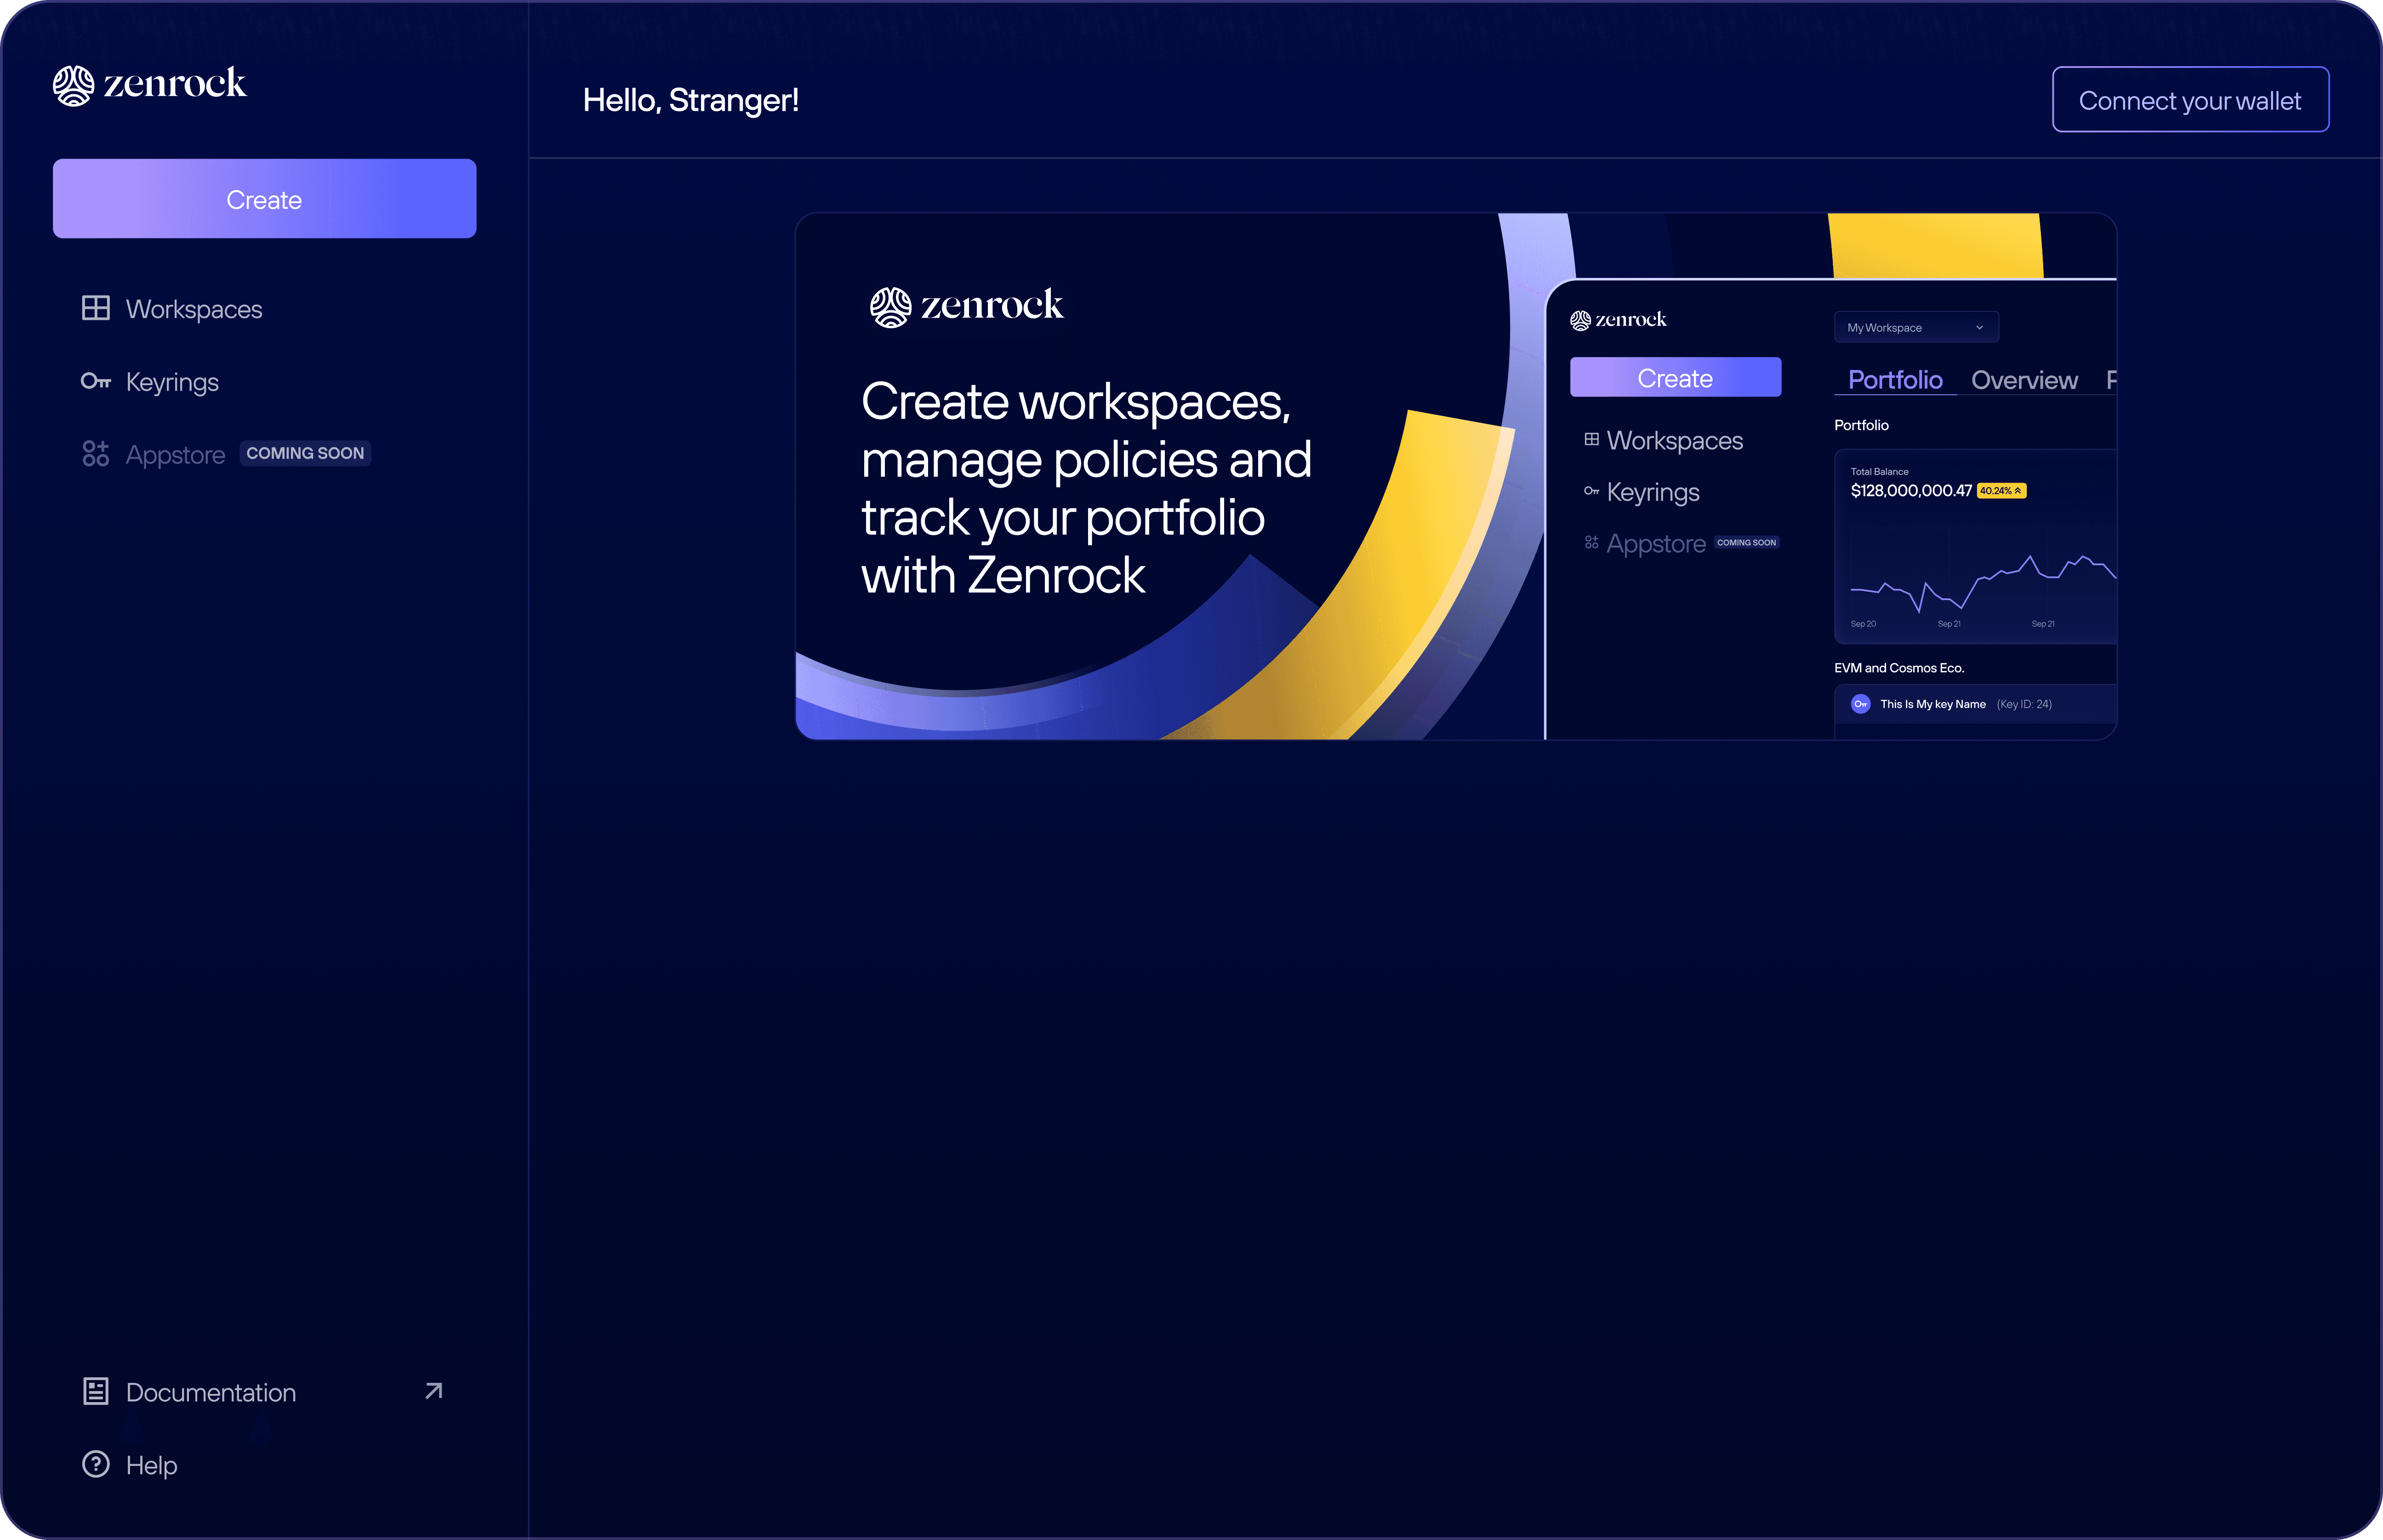 zenrock
Create
Workspaces
Keyrings
Appstore COMING SOON
Documentation
Help
Hello, Stranger!
Connect your wallet
zenrock
Create workspaces,
manage policies and
track your portfolio
with Zenrock
zenrock
Create
Workspaces
Keyrings
Appstore COMING SOON
My Workspace
Portfolio Overview
Portfolio
Total Balance
$128,000,000.47 40.24%
Sep 20 Sep 21 Sep 21
EVM and Cosmos Eco.
This Is My key Name (Key ID: 24)